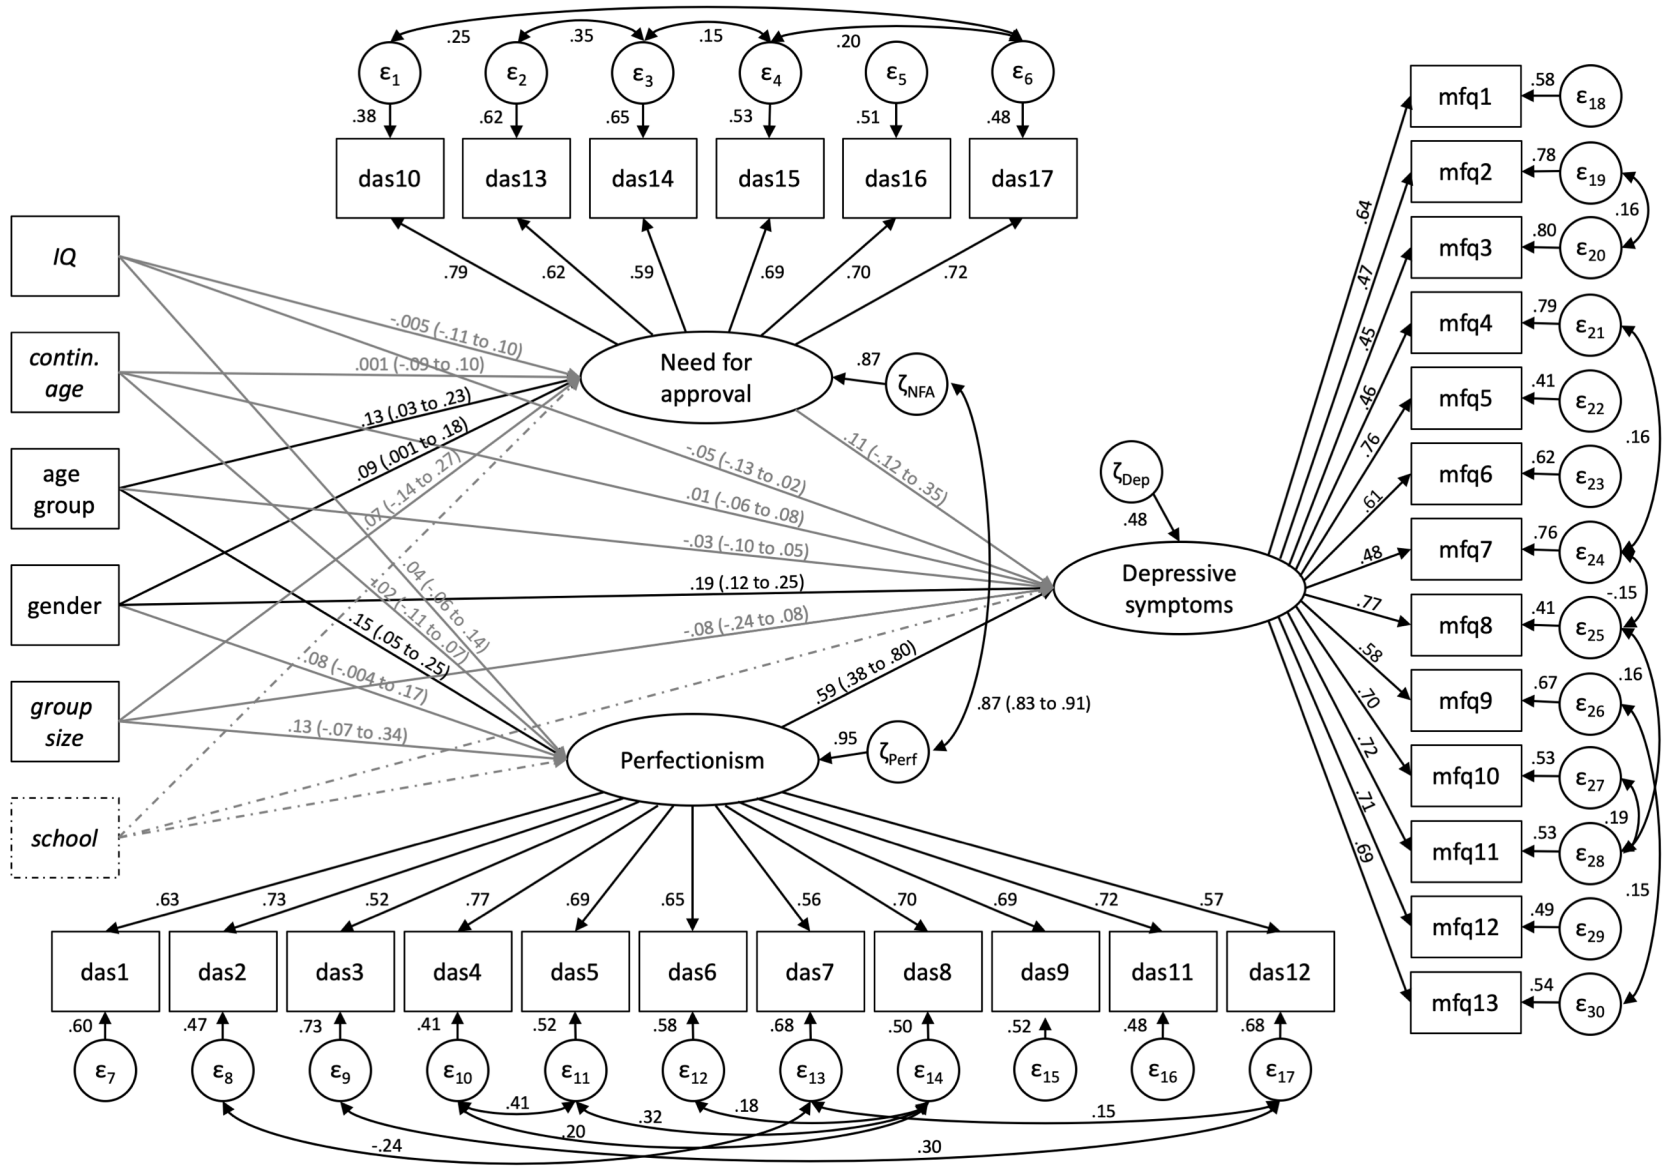 .25
.35
.15
.20
ε1
ε2
ε3
ε4
ε5
ε6
.38
.62
.65
.53
.51
.48
das10
das13
das14
das15
das16
das17
.79
.62
.59
.69
.70
.72
IQ
contin.
age
age
group
gender
group
size
school
-.005 (-.11 to .10)
.001 (-.09 to .10)
.13 (.03 to .23)
.09 (.001 to .18)
.07 (-.14 to .27)
Need for
approval
.87
ζNFA
-.05 (-.13 to .02)
.01 (-.06 to .08)
-.03 (-.10 to .05)
.19 (.12 to .25)
-.08 (-.24 to .08)
.11 (-.12 to .35)
.59 (.38 to .80)
.04 (-.06 to .14)
-.02 (-.11 to .07)
.15 (.05 to .25)
.08 (-.004 to .17)
.13 (-.07 to .34)
Perfectionism
.95
ζPerf
.87 (.83 to .91)
ζDep
.48
Depressive
symptoms
.64
.47
.45
.46
.76
.61
.48
.77
.58
.70
.72
.71
.69
mfq1
.58
ε18
mfq2
.78
ε19
.16
mfq3
.80
ε20
mfq4
.79
ε21
mfq5
.41
ε22
.16
mfq6
.62
ε23
mfq7
.76
ε24
-.15
mfq8
.41
ε25
.16
mfq9
.67
ε26
mfq10
.53
ε27
.19
mfq11
.53
ε28
.15
mfq12
.49
ε29
mfq13
.54
ε30
.63
.73
.52
.77
.69
.65
.56
.70
.69
.72
.57
das1
das2
das3
das4
das5
das6
das7
das8
das9
das11
das12
.60
.47
.73
.41
.52
.58
.68
.50
.52
.48
.68
ε7
ε8
ε9
ε10
ε11
ε12
ε13
ε14
ε15
ε16
ε17
.41
.32
.18
.15
.20
-.24
.30